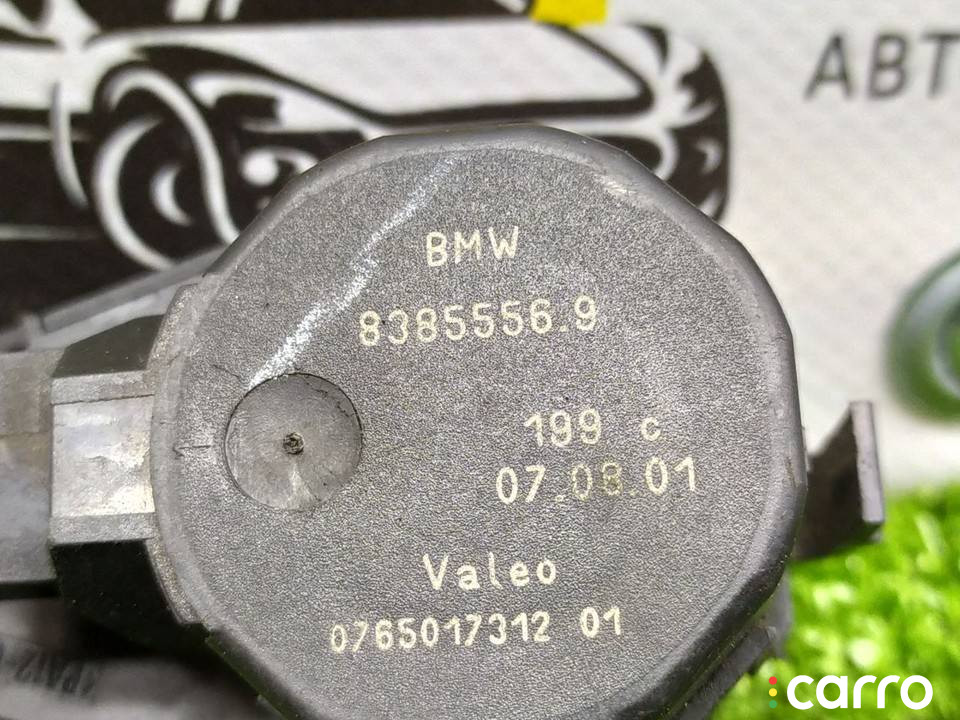 АВТ
BMW
8385556.9
199 c
07.08.01
Valeo
0765017312 01
carro